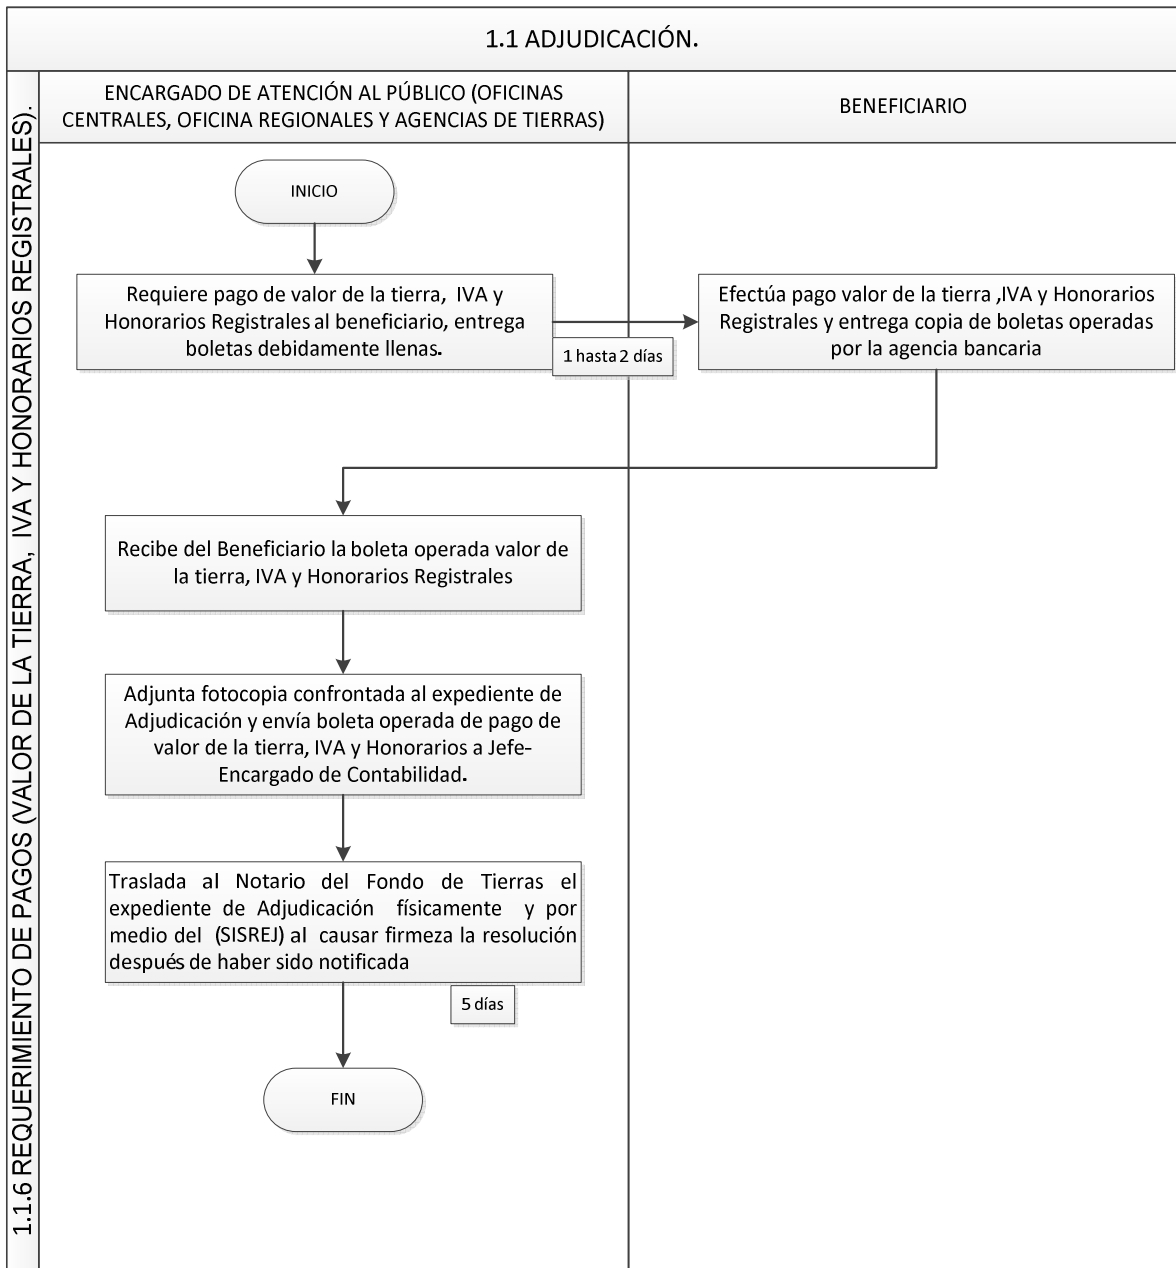 1.1 ADJUDICACIÓN.
1.1.6 REQUERIMIENTO DE PAGOS (VALOR DE LA TIERRA, IVA Y HONORARIOS REGISTRALES).
ENCARGADO DE ATENCIÓN AL PÚBLICO (OFICINAS
CENTRALES, OFICINA REGIONALES Y AGENCIAS DE TIERRAS)
BENEFICIARIO
INICIO
Requiere pago de valor de la tierra, IVA y
Honorarios Registrales al beneficiario, entrega
boletas debidamente llenas.
1 hasta 2 días
Efectúa pago valor de la tierra ,IVA y Honorarios
Registrales y entrega copia de boletas operadas
por la agencia bancaria
Recibe del Beneficiario la boleta operada valor de
la tierra, IVA y Honorarios Registrales
Adjunta fotocopia confrontada al expediente de
Adjudicación y envía boleta operada de pago de
valor de la tierra, IVA y Honorarios a Jefe-
Encargado de Contabilidad.
Traslada al Notario del Fondo de Tierras el
expediente de Adjudicación físicamente y por
medio del (SISREJ) al causar firmeza la resolución
después de haber sido notificada
5 días
FIN